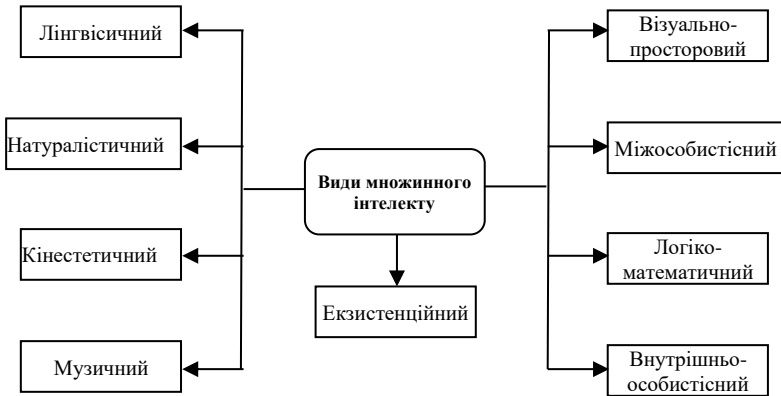 Лінгвісичний
Натуралістичний
Кінестетичний
Музичний
Види множинного
інтелекту
Екзистенційний
Візуально-
просторовий
Міжособистісний
Логіко-
математичний
Внутрішньо-
особистісний